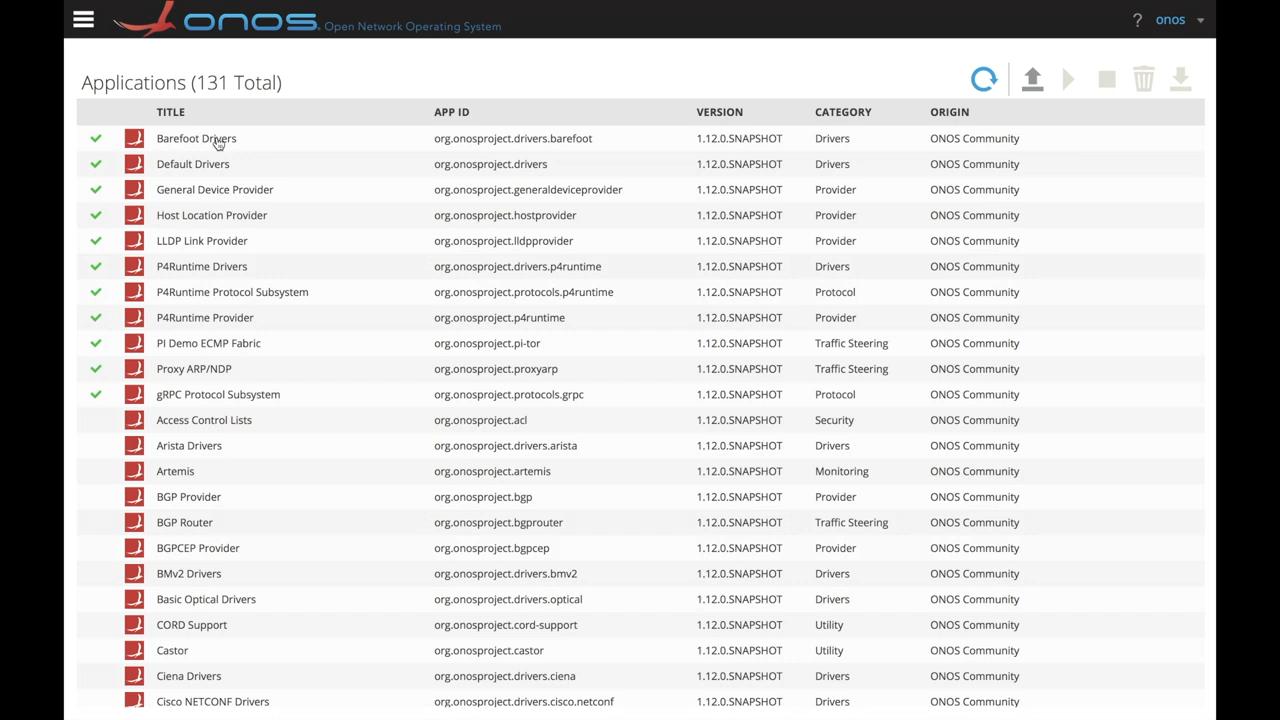 onos Open Network Operating System ? onos
Applications (131 Total)
TITLE APP ID VERSION CATEGORY ORIGIN
Barefoot Drivers org.onosproject.drivers.barefoot 1.12.0.SNAPSHOT Drivers ONOS Community
Default Drivers org.onosproject.drivers 1.12.0.SNAPSHOT Drivers ONOS Community
General Device Provider org.onosproject.generaldeviceprovider 1.12.0.SNAPSHOT Provider ONOS Community
Host Location Provider org.onosproject.hostprovider 1.12.0.SNAPSHOT Provider ONOS Community
LLDP Link Provider org.onosproject.lldpprovider 1.12.0.SNAPSHOT Provider ONOS Community
P4Runtime Drivers org.onosproject.drivers.p4runtime 1.12.0.SNAPSHOT Drivers ONOS Community
P4Runtime Protocol Subsystem org.onosproject.protocols.p4runtime 1.12.0.SNAPSHOT Protocol ONOS Community
P4Runtime Provider org.onosproject.p4runtime 1.12.0.SNAPSHOT Provider ONOS Community
PI Demo ECMP Fabric org.onosproject.pi-tor 1.12.0.SNAPSHOT Traffic Steering ONOS Community
Proxy ARP/NDP org.onosproject.proxyarp 1.12.0.SNAPSHOT Traffic Steering ONOS Community
gRPC Protocol Subsystem org.onosproject.protocols.grpc 1.12.0.SNAPSHOT Protocol ONOS Community
Access Control Lists org.onosproject.acl 1.12.0.SNAPSHOT Security ONOS Community
Arista Drivers org.onosproject.drivers.arista 1.12.0.SNAPSHOT Drivers ONOS Community
Artemis org.onosproject.artemis 1.12.0.SNAPSHOT Monitoring ONOS Community
BGP Provider org.onosproject.bgp 1.12.0.SNAPSHOT Provider ONOS Community
BGP Router org.onosproject.bgprouter 1.12.0.SNAPSHOT Traffic Steering ONOS Community
BGPCEP Provider org.onosproject.bgpcep 1.12.0.SNAPSHOT Provider ONOS Community
BMv2 Drivers org.onosproject.drivers.bmv2 1.12.0.SNAPSHOT Drivers ONOS Community
Basic Optical Drivers org.onosproject.drivers.optical 1.12.0.SNAPSHOT Drivers ONOS Community
CORD Support org.onosproject.cord-support 1.12.0.SNAPSHOT Utility ONOS Community
Castor org.onosproject.castor 1.12.0.SNAPSHOT Utility ONOS Community
Ciena Drivers org.onosproject.drivers.ciena 1.12.0.SNAPSHOT Drivers ONOS Community
Cisco NETCONF Drivers org.onosproject.drivers.cisco.netconf 1.12.0.SNAPSHOT Drivers ONOS Community